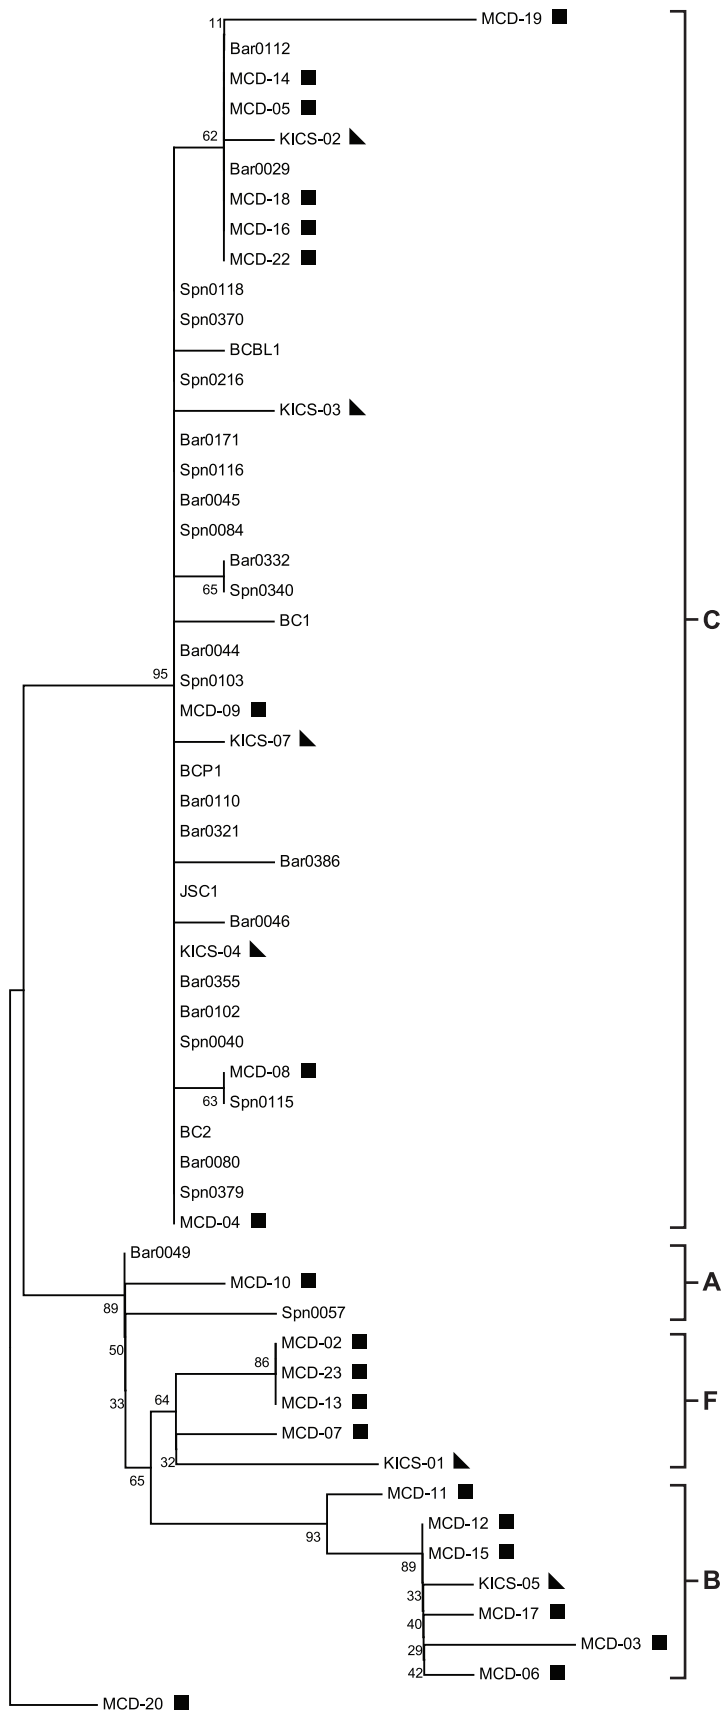 11
MCD-19
Bar0112
MCD-14
MCD-05
62
KICS-02
Bar0029
MCD-18
MCD-16
MCD-22
Spn0118
Spn0370
BCBL1
Spn0216
KICS-03
Bar0171
Spn0116
Bar0045
Spn0084
Bar0332
65
Spn0340
BC1
C
Bar0044
95
Spn0103
MCD-09
KICS-07
BCP1
Bar0110
Bar0321
Bar0386
JSC1
Bar0046
KICS-04
Bar0355
Bar0102
Spn0040
MCD-08
63
Spn0115
BC2
Bar0080
Spn0379
MCD-04
Bar0049
MCD-10
A
89
Spn0057
50
MCD-02
86
MCD-23
33
64
MCD-13
F
MCD-07
32
KICS-01
65
MCD-11
93
MCD-12
MCD-15
89
KICS-05
B
33
MCD-17
40
MCD-03
29
42
MCD-06
MCD-20